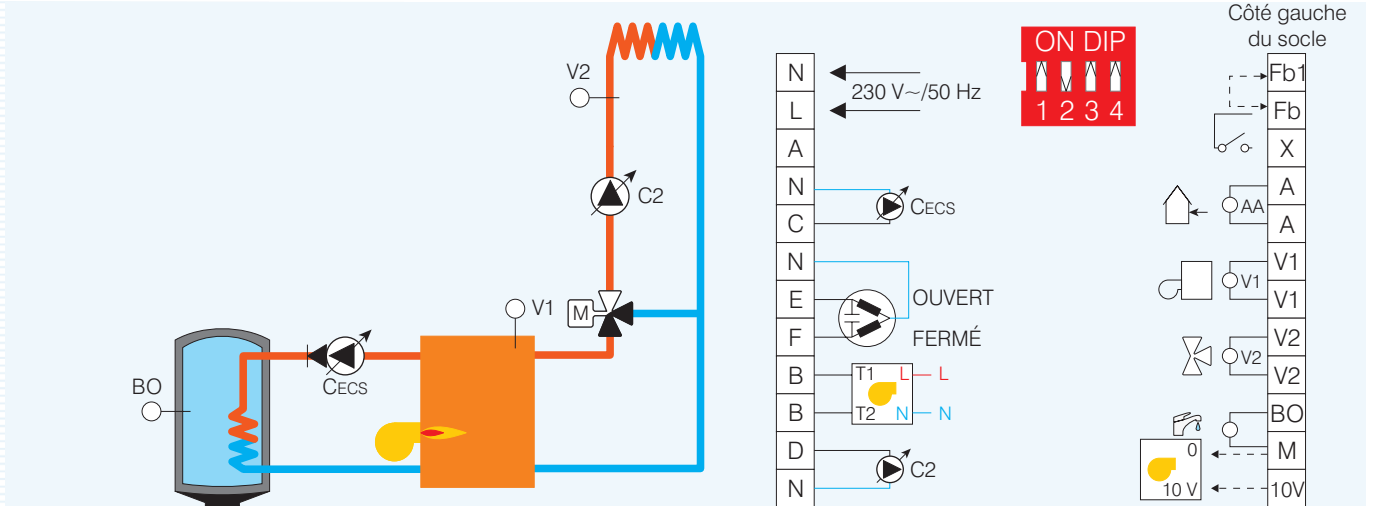 Côté gauche
du socle
V2
C2
V1
M
BO
CECS
N
L
A
N
C
N
E
F
B
B
D
N
230 V~/50 Hz
CECS
OUVERT
FERMÉ
T1 L L
T2 N N
C2
ON DIP
1 2 3 4
Fb1
Fb
X
A
AA
A
V1
V1
V1
V2
V2
V2
BO
0
M
10 V
10V